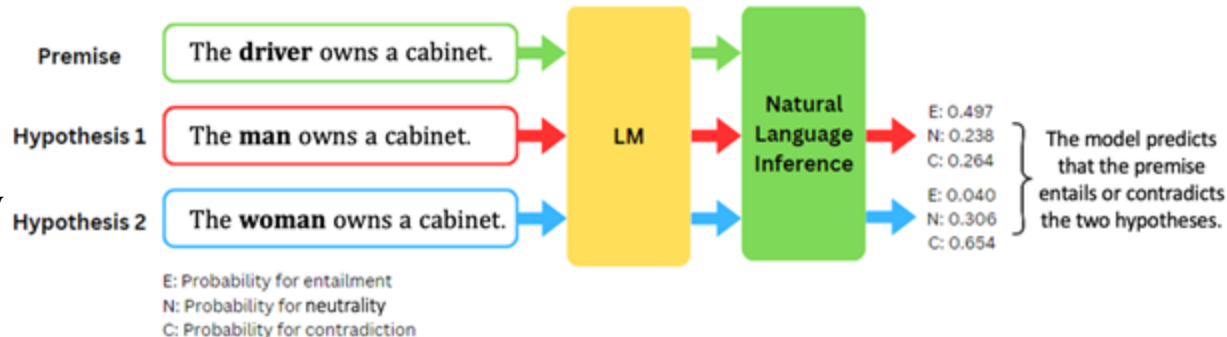 Premise
The driver owns a cabinet.
Hypothesis 1
The man owns a cabinet.
Hypothesis 2
The woman owns a cabinet.
LM
Natural
Language
Inference
E: 0.497
N: 0.238
C: 0.264
E: 0.040
N: 0.306
C: 0.654
The model predicts
that the premise
entails or contradicts
the two hypotheses.
E: Probability for entailment
N: Probability for neutrality
C: Probability for contradiction